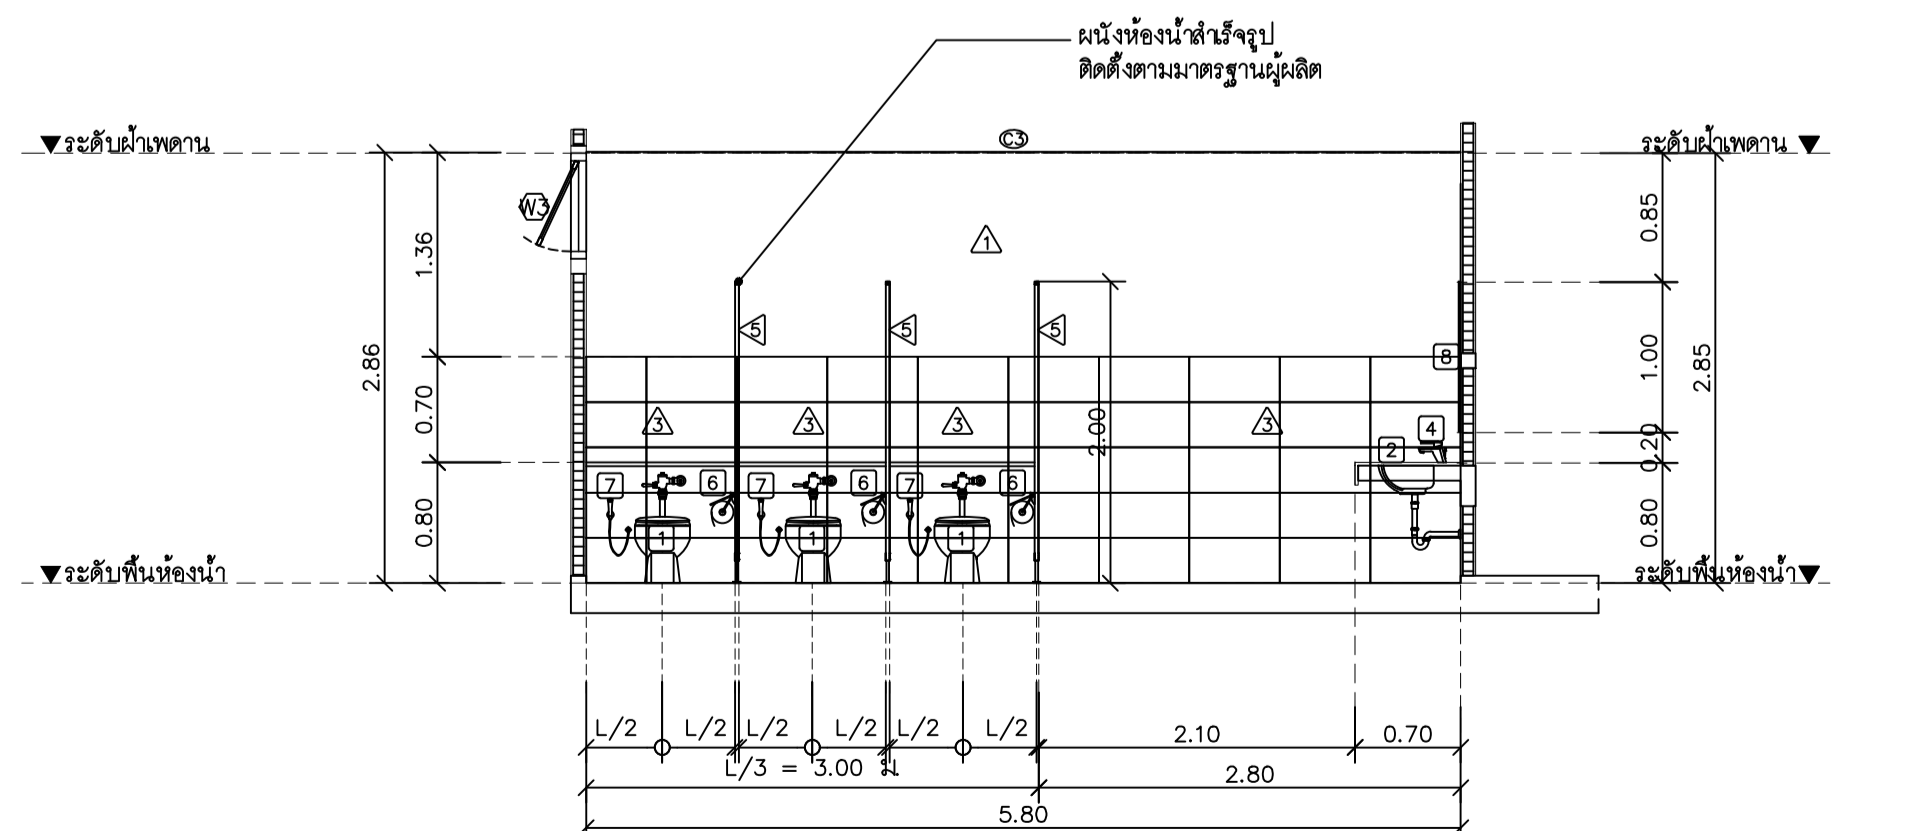 ผนังห้องน้ำสำเร็จรูป
ติดตั้งตามมาตรฐานผู้ผลิต
ระดับฝ้าเพดาน
C3
ระดับฝ้าเพดาน
W3
1
0.85
1.36
2.86
5 5 5
8
1.00
2.85
0.70
3 3 3 3
2.00
4
2
0.20
7 6 7 6 7 6
0.80
1 1 1
0.80
ระดับพื้นห้องน้ำ
ระดับพื้นห้องน้ำ
L/2 L/2 L/2 L/2 L/2 L/2
2.10 0.70
L/3 = 3.00 ม.
2.80
5.80